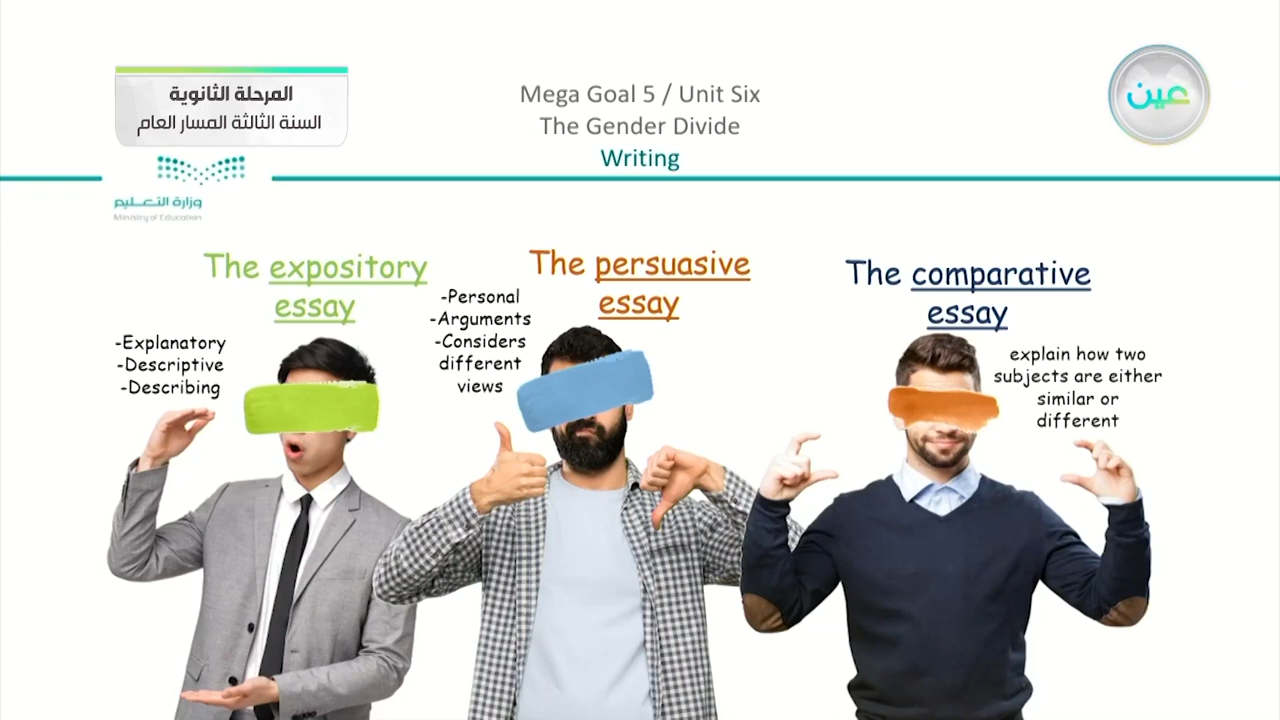 المرحلة الثانوية
السنة الثالثة المسار العام
Mega Goal 5 / Unit Six
The Gender Divide
Writing
عين
وزارة التعليم
Ministry of Education
The expository
essay
-Explanatory
-Descriptive
-Describing
The persuasive
essay
-Personal
-Arguments
-Considers
different
views
The comparative
essay
explain how two
subjects are either
similar or
different